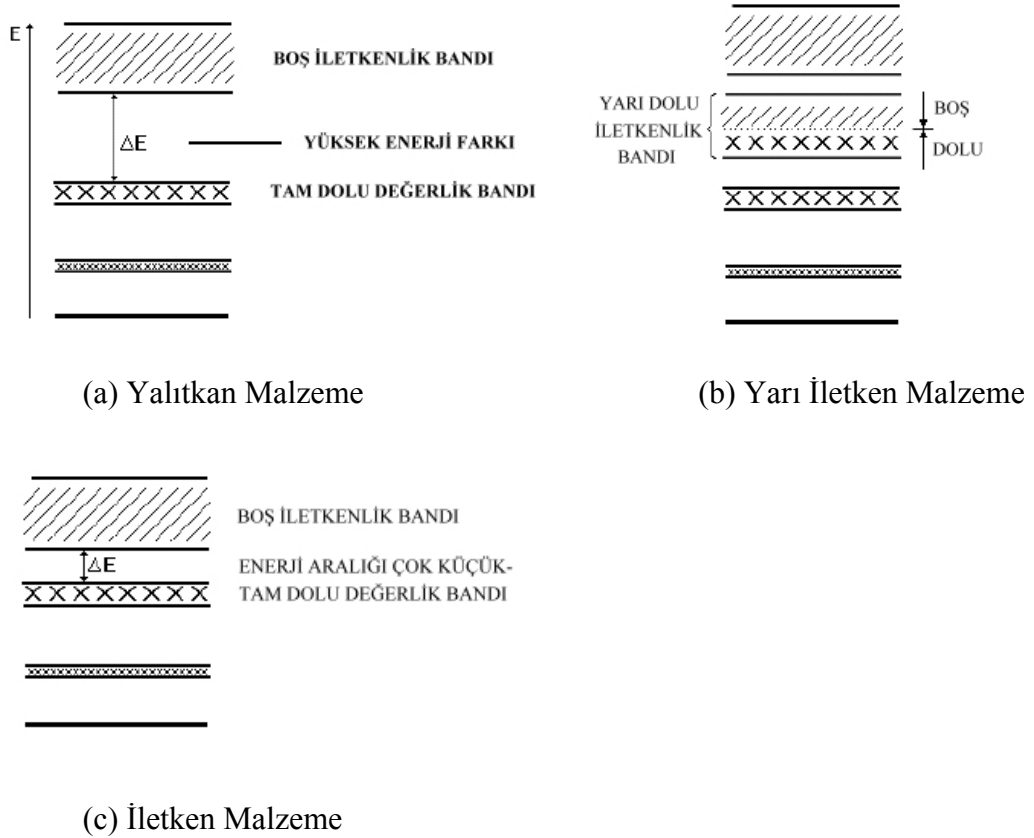 E
BOŞ İLETKENLİK BANDI
ΔE
YÜKSEK ENERJİ FARKI
TAM DOLU DEĞERLİK BANDI
(a) Yalıtkan Malzeme
YARI DOLU
İLETKENLİK
BANDI
BOŞ
DOLU
(b) Yarı İletken Malzeme
BOŞ İLETKENLİK BANDI
ΔE
ENERJİ ARALIĞI ÇOK KÜÇÜK-
TAM DOLU DEĞERLİK BANDI
(c) İletken Malzeme